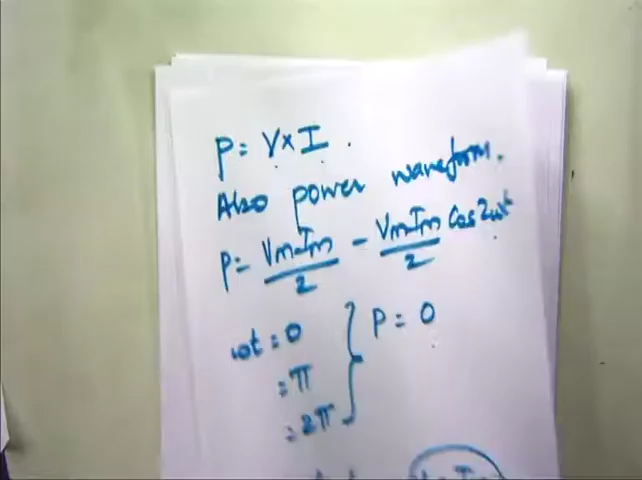 P = V × I.
Also power waveform.
P = VmIm/2 - VmIm/2 Cos 2ωt
ωt = 0
= π
= 2π
} P = 0